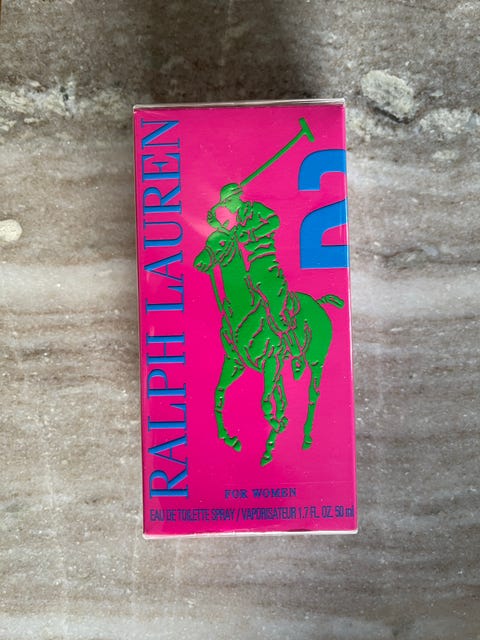 RALPH LAUREN
2
FOR WOMEN
EAU DE TOILETTE SPRAY / VAPORISATEUR 1.7 FL. OZ. 50 ml